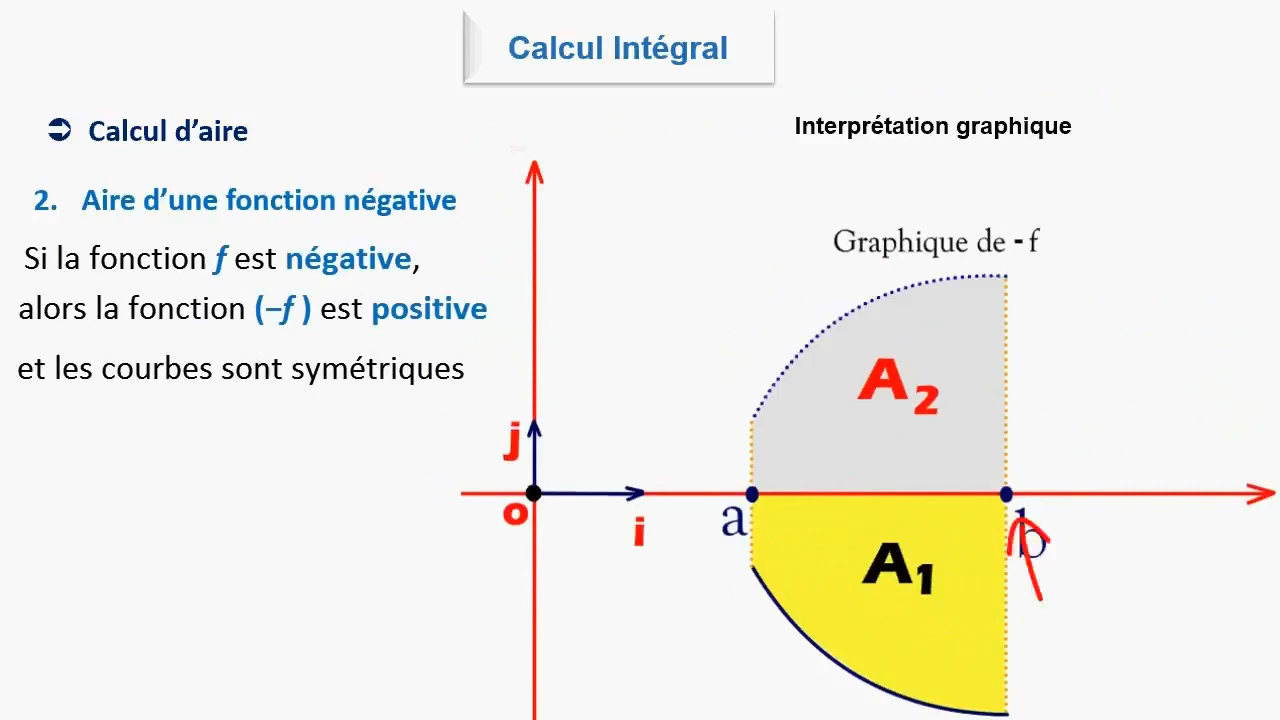 Calcul Intégral
➲ Calcul d’aire
Interprétation graphique
2. Aire d’une fonction négative
Si la fonction f est négative,
alors la fonction (–f ) est positive
et les courbes sont symétriques
Graphique de - f
A2
j
o
i
a
b
A1